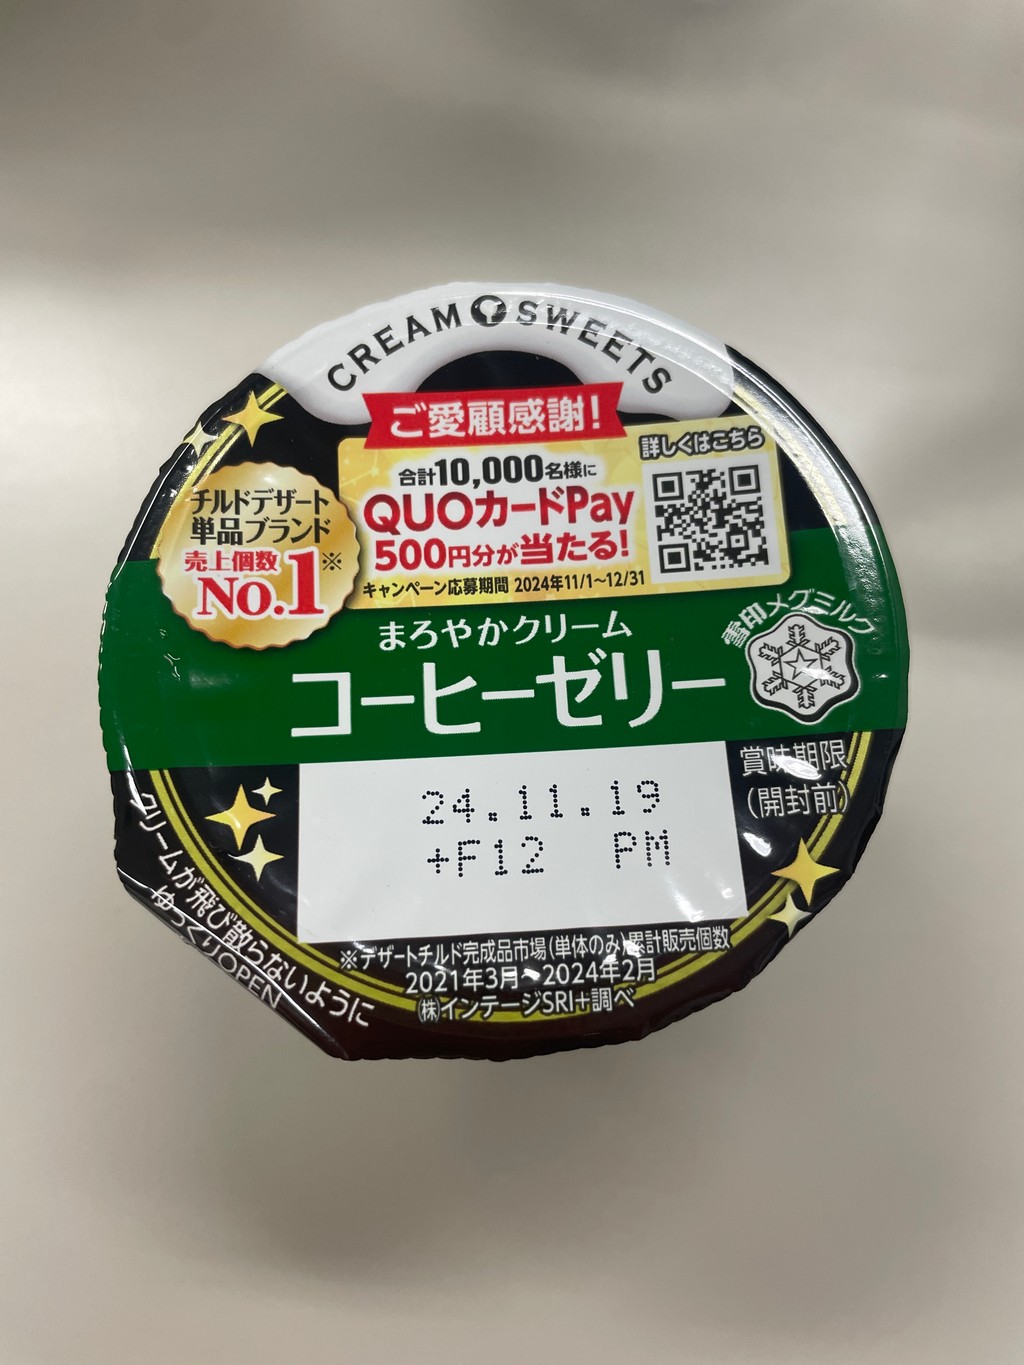 CREAM SWEETS
ご愛顧感謝!
詳しくはこちら
合計10,000名様に
QUOカードPay
500円分が当たる!
キャンペーン応募期間 2024年11/1~12/31
チルドデザート
単品ブランド
売上個数
No.1※
まろやかクリーム
コーヒーゼリー
雪印メグミルク
賞味期限
(開封前)
24.11.19
+F12 PM
クリームが飛び散らないように
ゆっくりOPEN
※デザートチルド完成品市場(単体のみ)累計販売個数
2021年3月~2024年2月
(株)インテージSRI+調べ